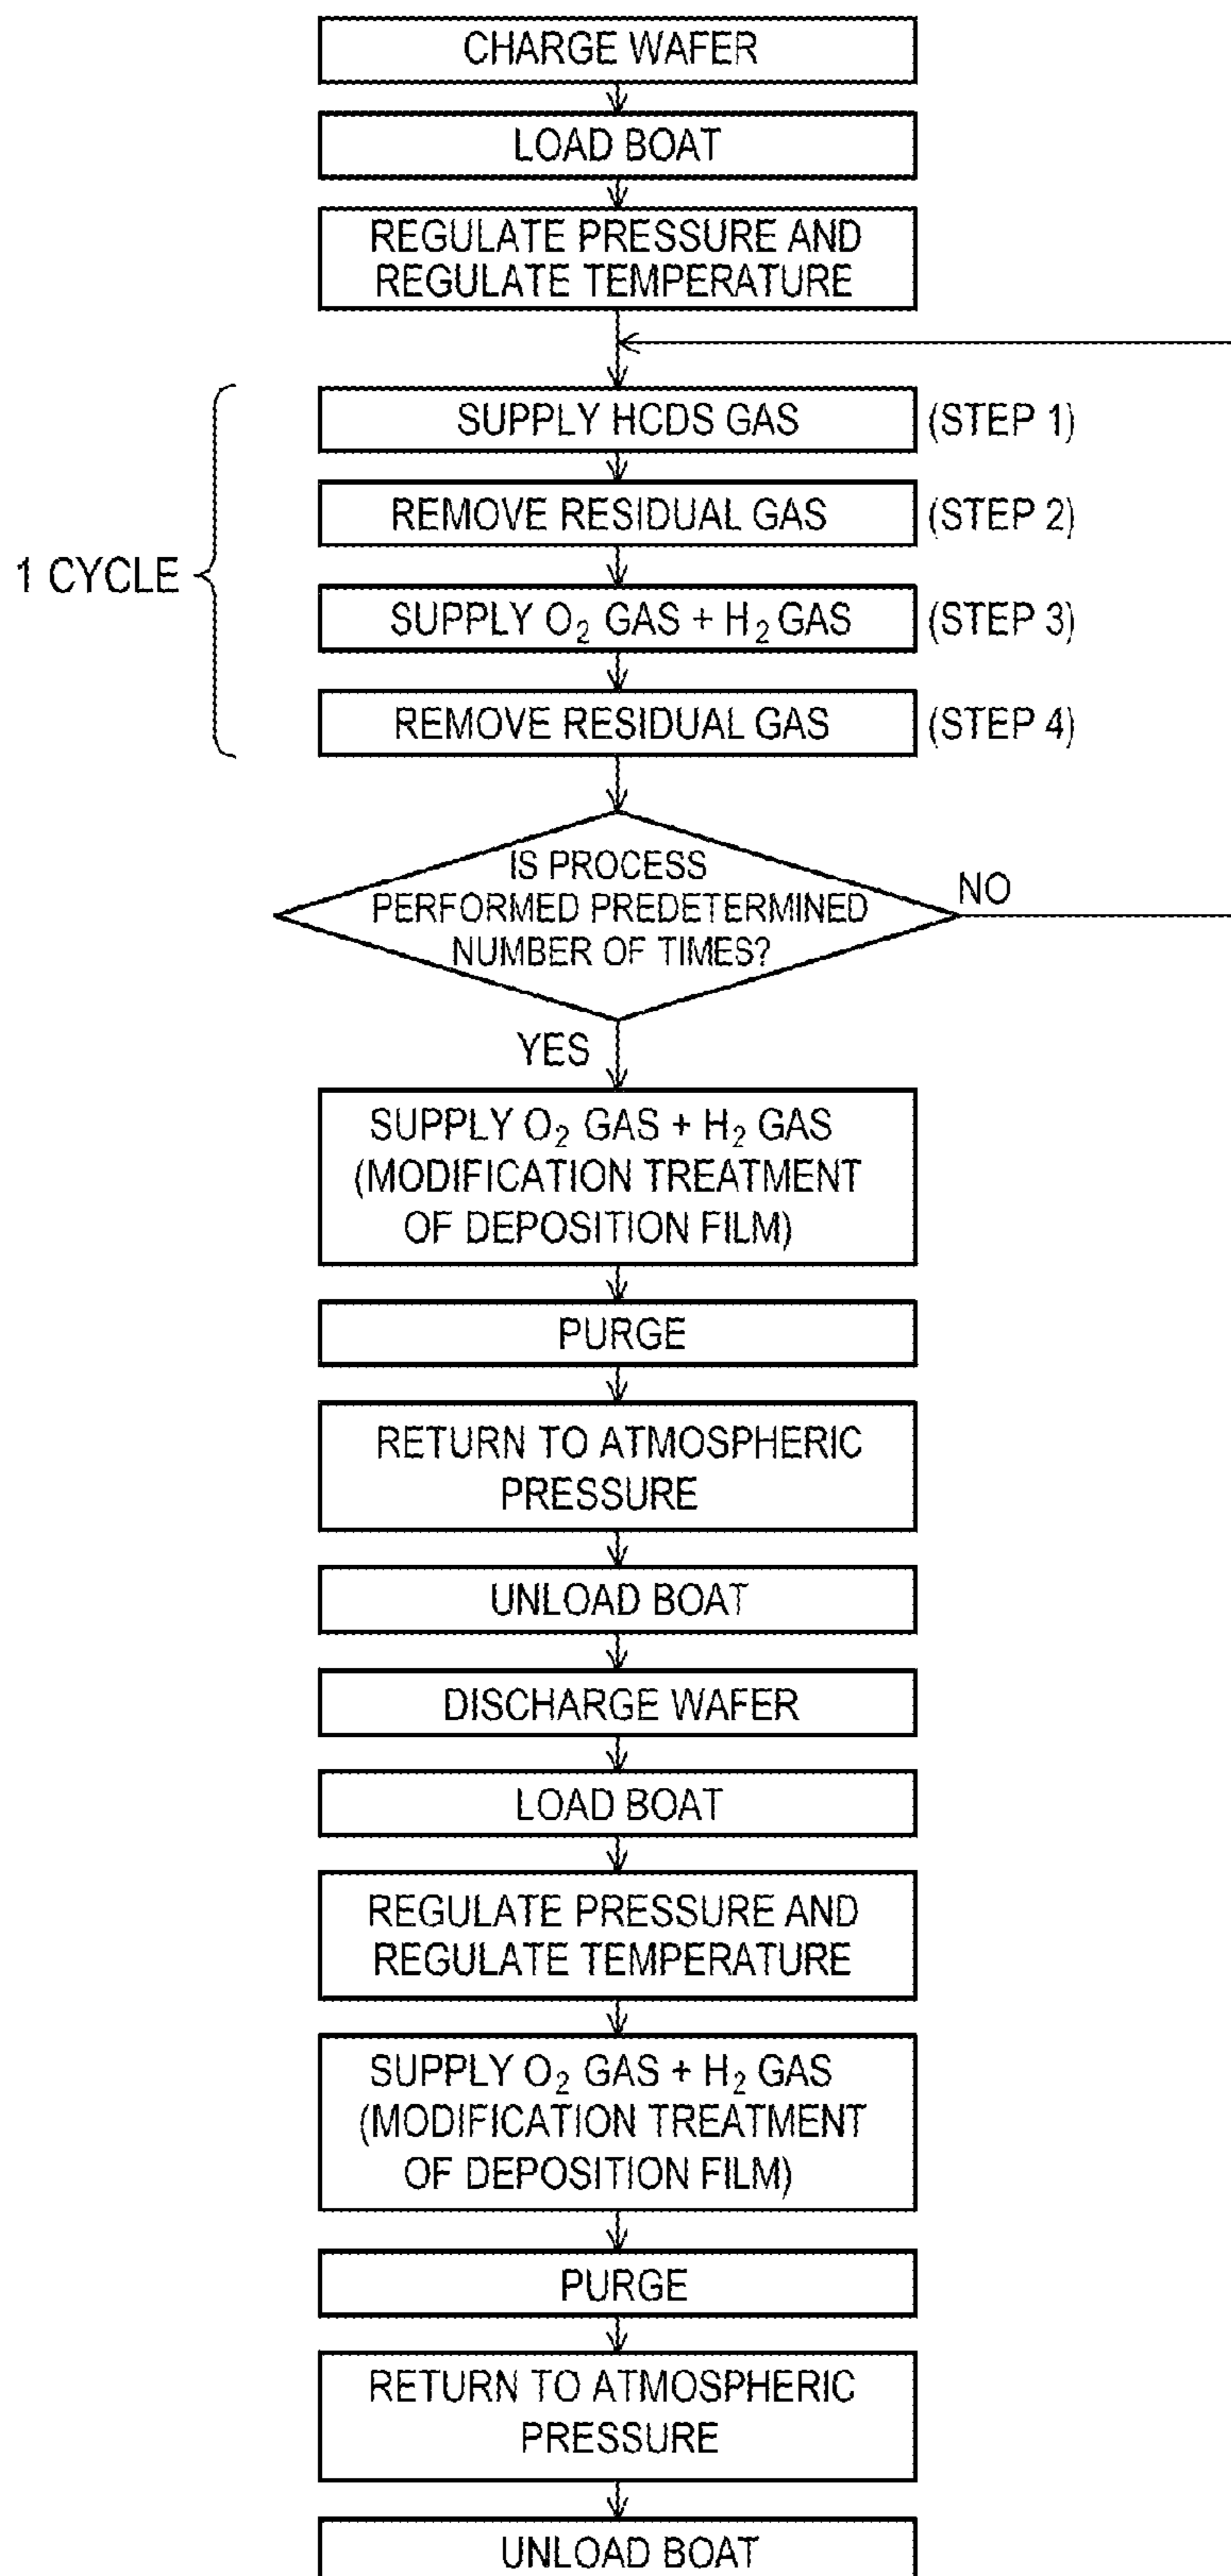 CHARGE WAFER
LOAD BOAT
REGULATE PRESSURE AND
REGULATE TEMPERATURE
SUPPLY HCDS GAS (STEP 1)
REMOVE RESIDUAL GAS (STEP 2)
1 CYCLE
SUPPLY O₂ GAS + H₂ GAS (STEP 3)
REMOVE RESIDUAL GAS (STEP 4)
IS PROCESS
PERFORMED PREDETERMINED
NUMBER OF TIMES?
NO
YES
SUPPLY O₂ GAS + H₂ GAS
(MODIFICATION TREATMENT
OF DEPOSITION FILM)
PURGE
RETURN TO ATMOSPHERIC
PRESSURE
UNLOAD BOAT
DISCHARGE WAFER
LOAD BOAT
REGULATE PRESSURE AND
REGULATE TEMPERATURE
SUPPLY O₂ GAS + H₂ GAS
(MODIFICATION TREATMENT
OF DEPOSITION FILM)
PURGE
RETURN TO ATMOSPHERIC
PRESSURE
UNLOAD BOAT